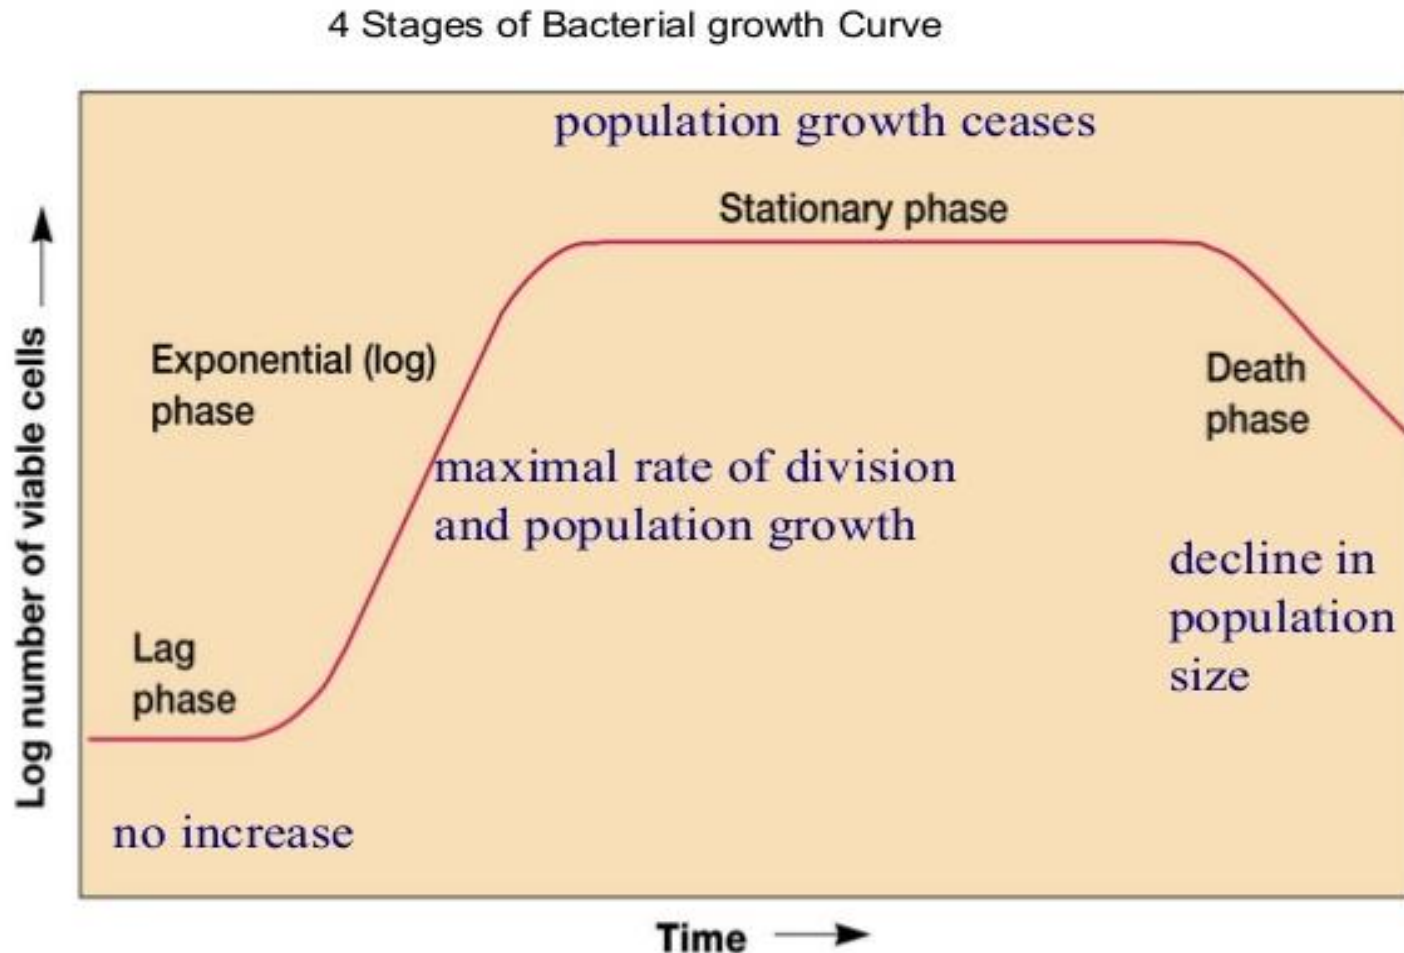 4 Stages of Bacterial growth Curve
population growth ceases
Stationary phase
Exponential (log)
phase
Death
phase
maximal rate of division
and population growth
decline in
population
size
Lag
phase
no increase
Log number of viable cells
Time